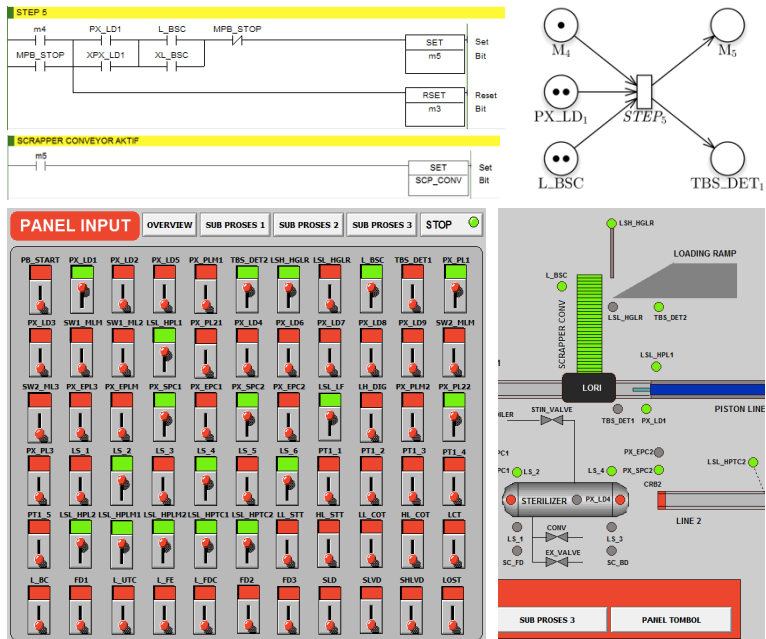 STEP 5
m4 PX_LD1 L_BSC MPB_STOP
SET Set
m5 Bit
MPB_STOP XPX_LD1 XL_BSC
RSET Reset
m3 Bit
SCRAPPER CONVEYOR AKTIF
m5
SET Set
SCP_CONV Bit
M4 M5
PX_LD1 STEP5
L_BSC TBS_DET1
PANEL INPUT OVERVIEW SUB PROSES 1 SUB PROSES 2 SUB PROSES 3 STOP
PB_START PX_LD1 PX_LD2 PX_LD5 PX_PLM1 TBS_DET2 LSH_HGLR LSL_HGLR L_BSC TBS_DET1 PX_PL1
PX_LD3 SW1_MLM SW1_ML2 LSL_HPL1 PX_PL21 PX_LD4 PX_LD6 PX_LD7 PX_LD8 PX_LD9 SW2_MLM
SW2_ML3 PX_EPL3 PX_EPLM PX_SPC1 PX_EPC1 PX_SPC2 PX_EPC2 LSL_LF LH_DIG PX_PLM2 PX_PL22
PX_PL3 LS_1 LS_2 LS_3 LS_4 LS_5 LS_6 PT1_1 PT1_2 PT1_3 PT1_4
PT1_5 LSL_HPL2 LSL_HPLM1 LSL_HPLM2 LSL_HPTC1 LSL_HPTC2 LL_STT HL_STT LL_COT HL_COT LCT
L_BC FD1 L_UTC L_FE L_FDC FD2 FD3 SLD SLVD SHLVD LOST
LSH_HGLR
LOADING RAMP
L_BSC
LSL_HGLR TBS_DET2
SCRAPPER CONV
LSL_HPL1
LORI
STIN_VALVE
PISTON LINE
ILER
TBS_DET1 PX_LD1
PC1 PX_EPC2
PC1 LS_2 LS_4 PX_SPC2 LSL_HPTC2
CRB2
STERILIZER PX_LD4
LINE 2
CONV
LS_1 LS_3
EX_VALVE
SC_FD SC_BD
SUB PROSES 3 PANEL TOMBOL